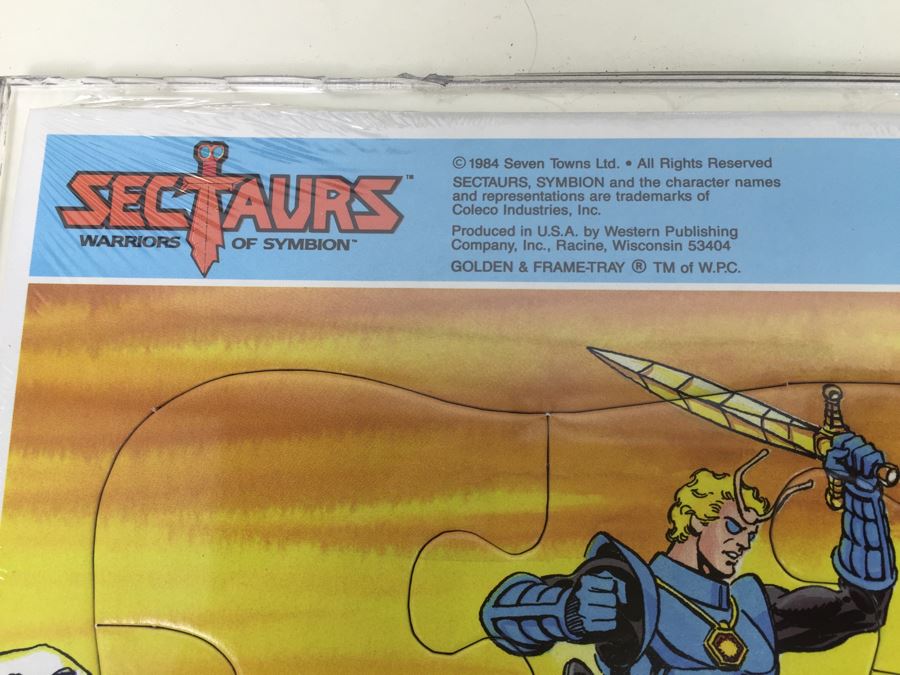 SECTAURS™
WARRIORS OF SYMBION™
© 1984 Seven Towns Ltd. • All Rights Reserved
SECTAURS, SYMBION and the character names
and representations are trademarks of
Coleco Industries, Inc.
Produced in U.S.A. by Western Publishing
Company, Inc., Racine, Wisconsin 53404
GOLDEN & FRAME-TRAY ® TM of W.P.C.